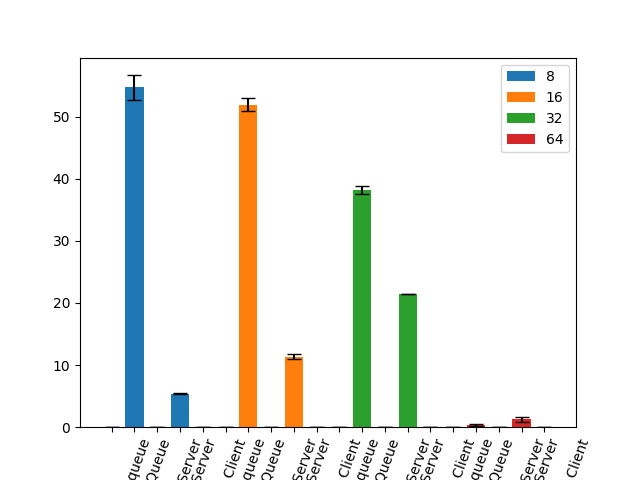 50
40
30
20
10
0
8
16
32
64
queue
Queue
Server
Server
Client
queue
Queue
Server
Server
Client
queue
Queue
Server
Server
Client
queue
Queue
Server
Server
Client